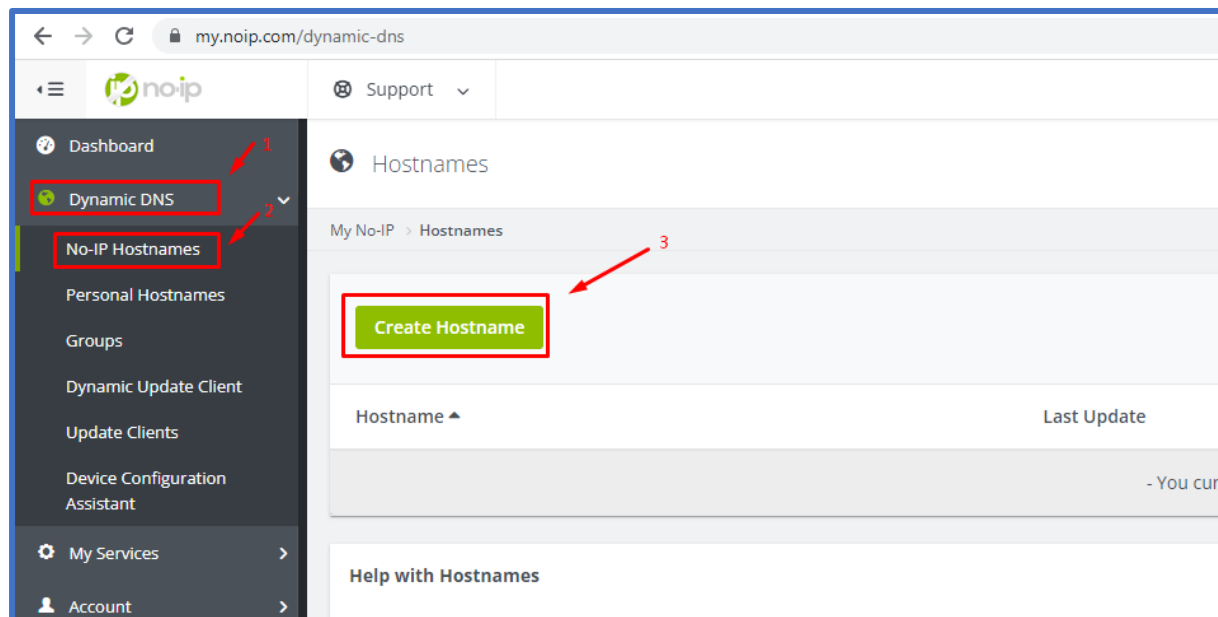 my.noip.com/dynamic-dns
no-ip
Support
Dashboard
1
Dynamic DNS
2
No-IP Hostnames
Personal Hostnames
Groups
Dynamic Update Client
Update Clients
Device Configuration
Assistant
My Services
Account
Hostnames
My No-IP > Hostnames
3
Create Hostname
Hostname
Last Update
- You cur
Help with Hostnames